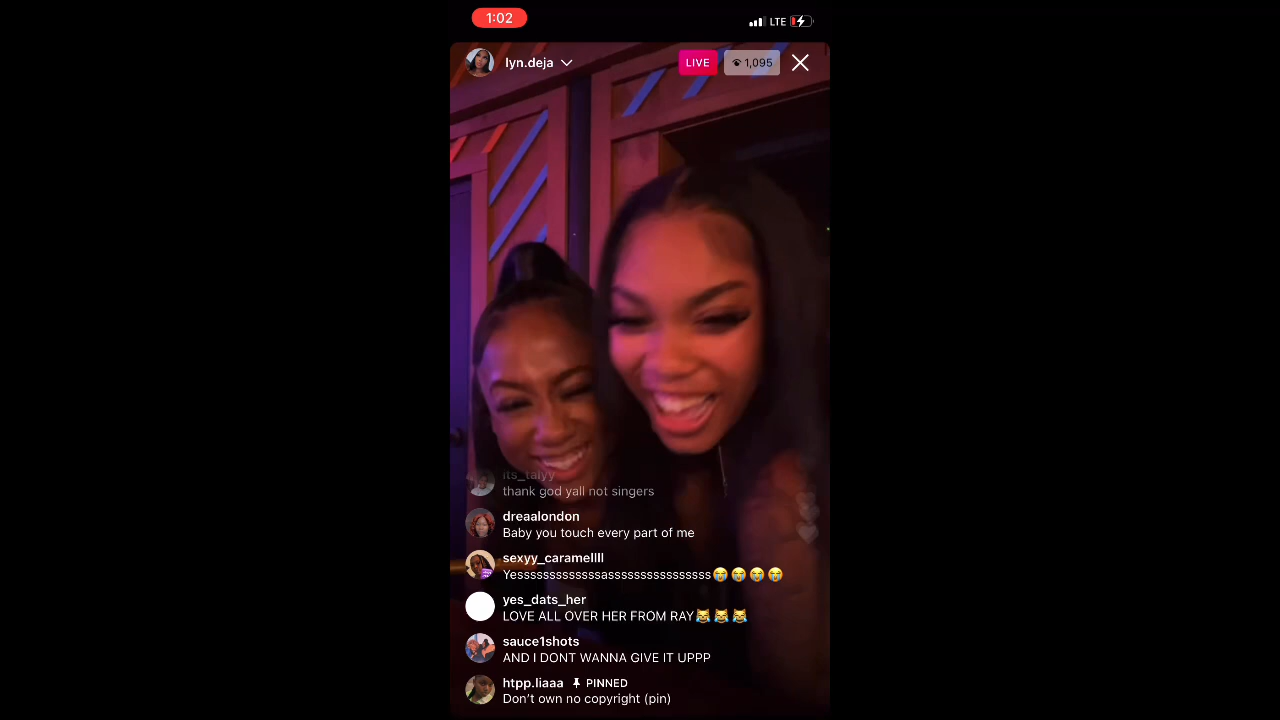 1:02
LTE
lyn.deja
LIVE
1,095
its_talyy
thank god yall not singers
drealondon
Baby you touch every part of me
sexyy_caramellll
Yessssssssssssassssssssssssssss😭😭😭😭
yes_dats_her
LOVE ALL OVER HER FROM RAY😹😹😹
sauce1shots
AND I DONT WANNA GIVE IT UPPP
htpp.liaaa PINNED
Don’t own no copyright (pin)